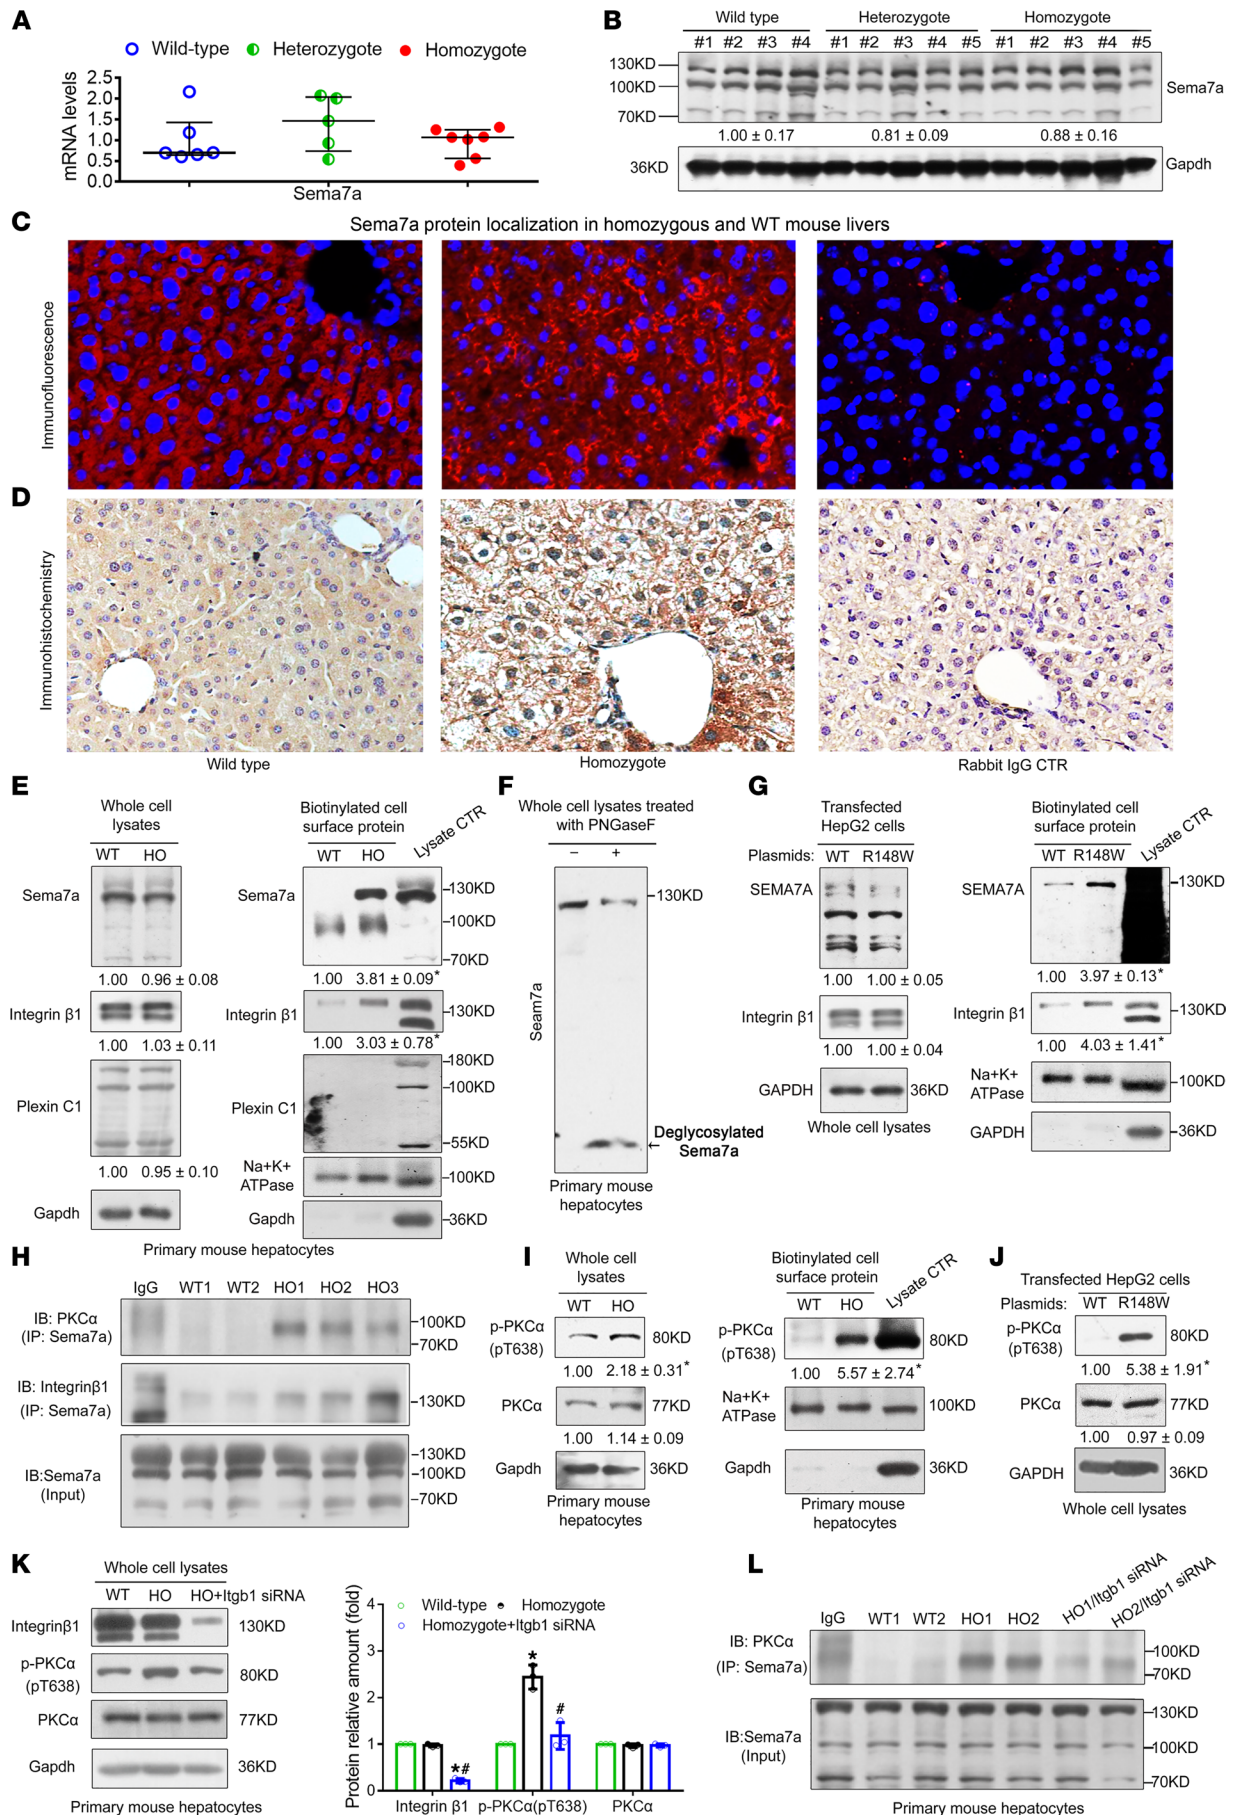 A
Wild-type Heterozygote Homozygote
mRNA levels
2.5
2.0
1.5
1.0
0.5
0.0
Sema7a
B
Wild type Heterozygote Homozygote
#1 #2 #3 #4 #1 #2 #3 #4 #5 #1 #2 #3 #4 #5
130KD
100KD
70KD
Sema7a
1.00 ± 0.17 0.81 ± 0.09 0.88 ± 0.16
36KD Gapdh
C
Sema7a protein localization in homozygous and WT mouse livers
Immunofluorescence
D
Immunohistochemistry
Wild type Homozygote Rabbit IgG CTR
E
Whole cell lysates
WT HO
Sema7a
1.00 0.96 ± 0.08
Integrin β1
1.00 1.03 ± 0.11
Plexin C1
1.00 0.95 ± 0.10
Gapdh
Biotinylated cell surface protein
Lysate CTR
WT HO
Sema7a
130KD
100KD
70KD
1.00 3.81 ± 0.09*
Integrin β1 130KD
1.00 3.03 ± 0.78*
Plexin C1
180KD
100KD
55KD
Na+K+ ATPase 100KD
Gapdh 36KD
Primary mouse hepatocytes
F
Whole cell lysates treated with PNGaseF
– +
130KD
Seam7a
Deglycosylated Sema7a
←
Primary mouse hepatocytes
G
Transfected HepG2 cells
Plasmids: WT R148W
SEMA7A
1.00 1.00 ± 0.05
Integrin β1
1.00 1.00 ± 0.04
GAPDH 36KD
Whole cell lysates
Biotinylated cell surface protein
Lysate CTR
WT R148W
SEMA7A 130KD
1.00 3.97 ± 0.13*
Integrin β1 130KD
1.00 4.03 ± 1.41*
Na+K+ ATPase 100KD
GAPDH 36KD
H
IgG WT1 WT2 HO1 HO2 HO3
IB: PKCα
(IP: Sema7a)
100KD
70KD
IB: Integrinβ1
(IP: Sema7a)
130KD
IB:Sema7a
(Input)
130KD
100KD
70KD
I
Whole cell lysates
WT HO
p-PKCα
(pT638)
80KD
1.00 2.18 ± 0.31*
PKCα 77KD
1.00 1.14 ± 0.09
Gapdh 36KD
Primary mouse hepatocytes
Biotinylated cell surface protein
Lysate CTR
WT HO
p-PKCα
(pT638)
80KD
1.00 5.57 ± 2.74*
Na+K+ ATPase 100KD
Gapdh 36KD
Primary mouse hepatocytes
J
Transfected HepG2 cells
Plasmids: WT R148W
p-PKCα
(pT638)
80KD
1.00 5.38 ± 1.91*
PKCα 77KD
1.00 0.97 ± 0.09
GAPDH 36KD
Whole cell lysates
K
Whole cell lysates
WT HO HO+Itgb1 siRNA
Integrinβ1 130KD
p-PKCα
(pT638)
80KD
PKCα 77KD
Gapdh 36KD
Primary mouse hepatocytes
Protein relative amount (fold)
4
3
2
1
0
Wild-type Homozygote
Homozygote+Itgb1 siRNA
*# * #
Integrin β1 p-PKCα(pT638) PKCα
L
IgG WT1 WT2 HO1 HO2 HO1/Itgb1 siRNA HO2/Itgb1 siRNA
IB: PKCα
(IP: Sema7a)
100KD
70KD
IB:Sema7a
(Input)
130KD
100KD
70KD
Primary mouse hepatocytes